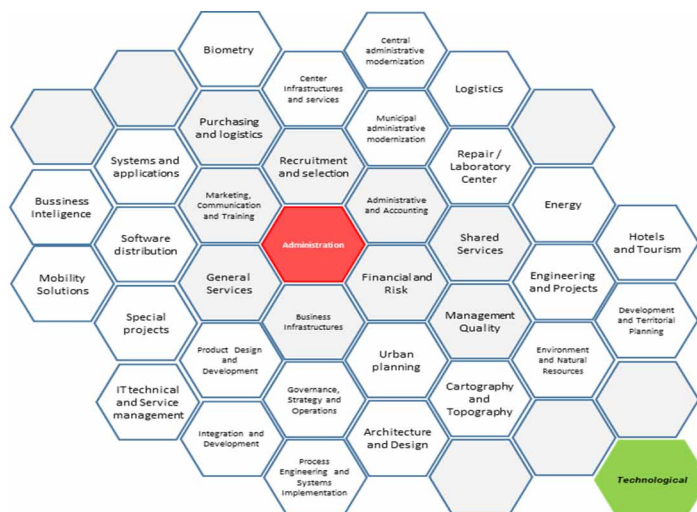 Biometry
Central
administrative
modernization
Center
Infrastructures
and services
Logistics
Purchasing
and logistics
Municipal
administrative
modernization
Systems and
applications
Recruitment
and selection
Repair /
Laboratory
Center
Bussiness
Inteligence
Marketing,
Communication
and Training
Administrative
and Accounting
Energy
Software
distribution
Administration
Shared
Services
Hotels
and Tourism
Mobility
Solutions
General
Services
Financial and
Risk
Engineering
and Projects
Special
projects
Business
Infrastructures
Management
Quality
Development
and Territorial
Planning
Product Design
and
Development
Urban
planning
Environment
and Natural
Resources
IT technical
and Service
management
Governance,
Strategy and
Operations
Cartography
and
Topography
Integration and
Development
Architecture
and Design
Process
Engineering and
Systems
Implementation
Technological